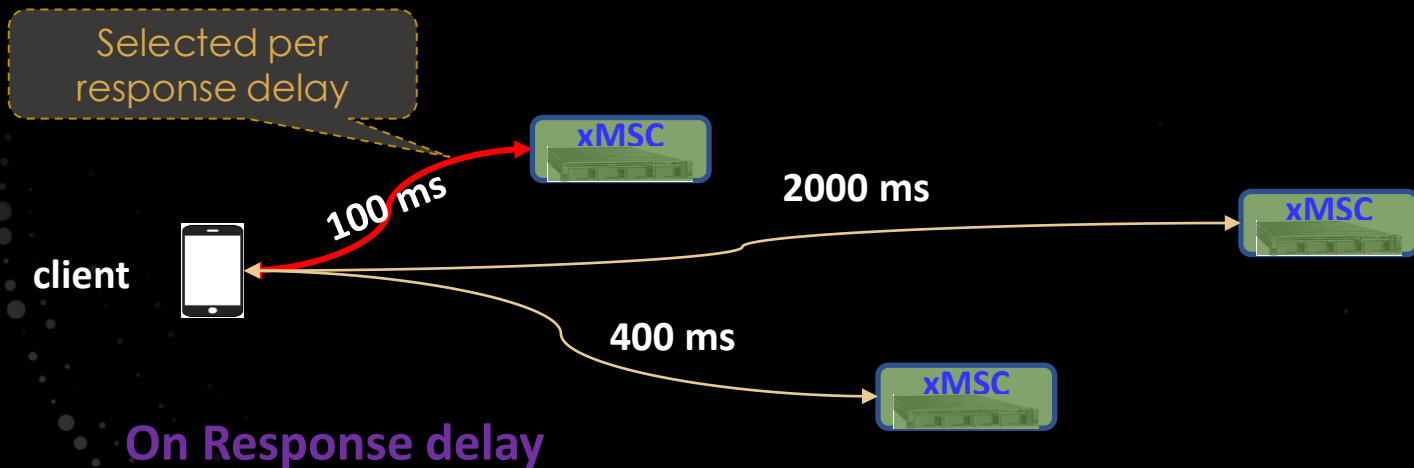 Selected per
response delay
xMSC
100 ms
2000 ms
xMSC
client
400 ms
xMSC
On Response delay